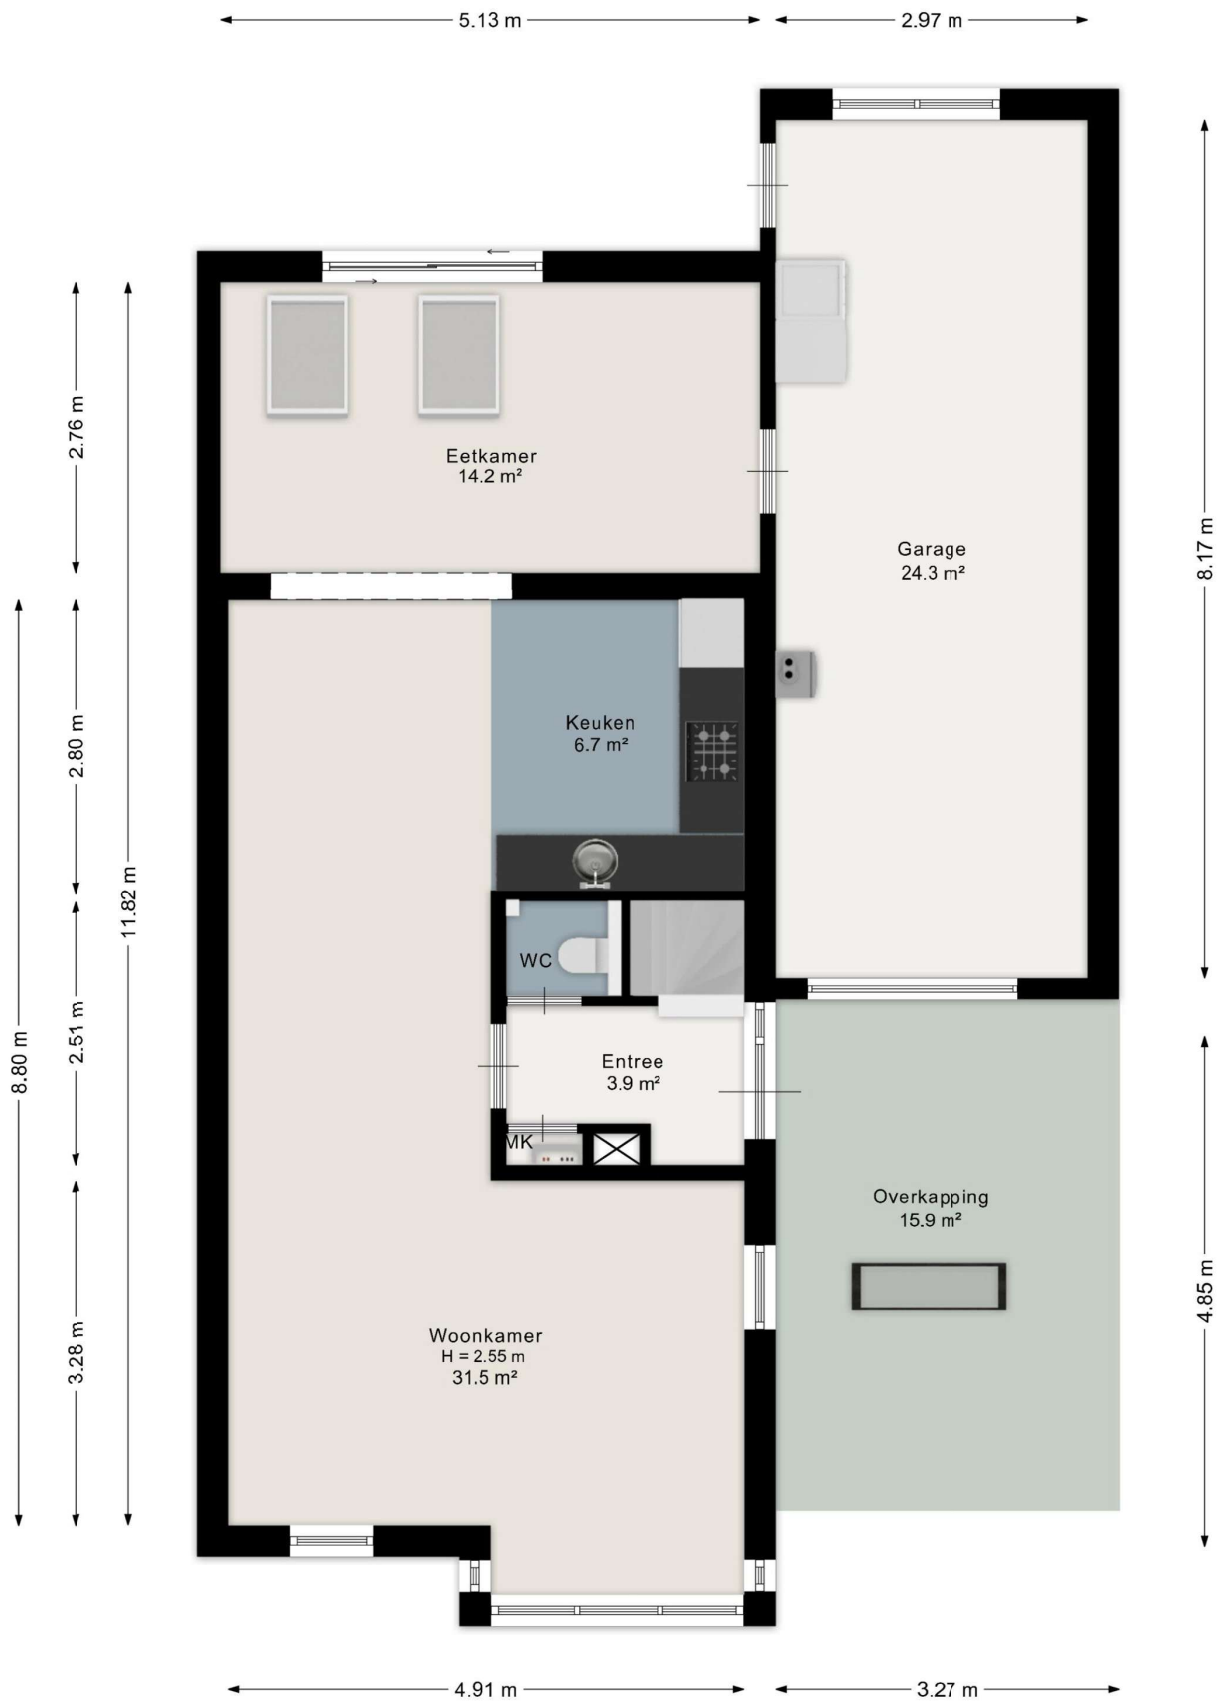 5.13 m
2.97 m
2.76 m
Eetkamer
14.2 m²
Garage
24.3 m²
8.17 m
2.80 m
Keuken
6.7 m²
11.82 m
WC
2.51 m
8.80 m
Entree
3.9 m²
MK
Overkapping
15.9 m²
4.85 m
3.28 m
Woonkamer
H = 2.55 m
31.5 m²
4.91 m
3.27 m